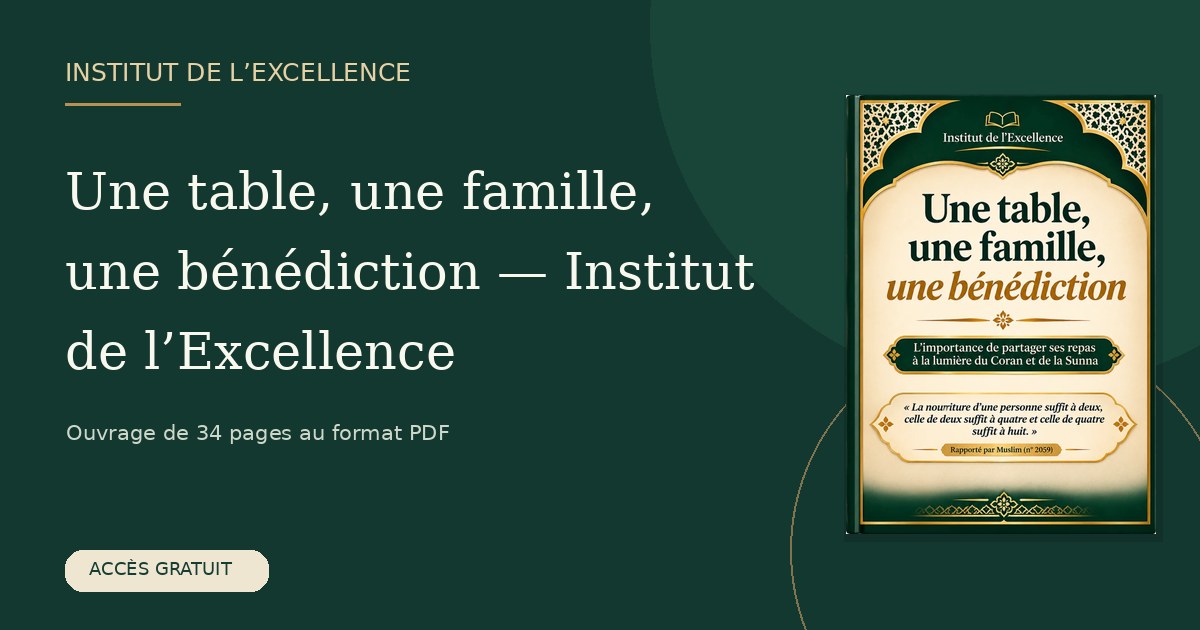 INSTITUT DE L’EXCELLENCE
Une table, une famille,
une bénédiction — Institut
de l’Excellence
Ouvrage de 34 pages au format PDF
ACCÈS GRATUIT
Institut de l’Excellence
Une table,
une famille,
une bénédiction
L’importance de partager ses repas
à la lumière du Coran et de la Sunna
« La nourriture d’une personne suffit à deux,
celle de deux suffit à quatre et celle de quatre
suffit à huit. »
Rapporté par Muslim (n° 2059)